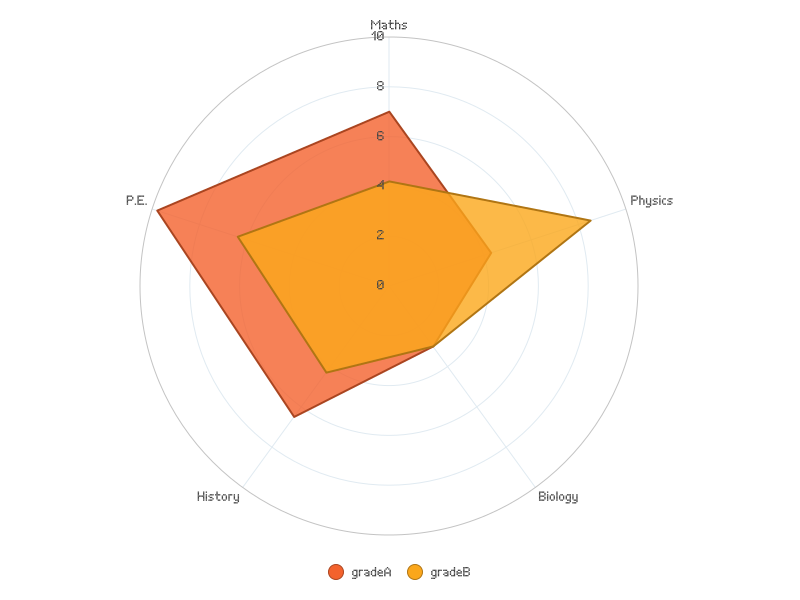 Maths
10
8
6
4
2
0
P.E.
Physics
History
Biology
gradeA
gradeB